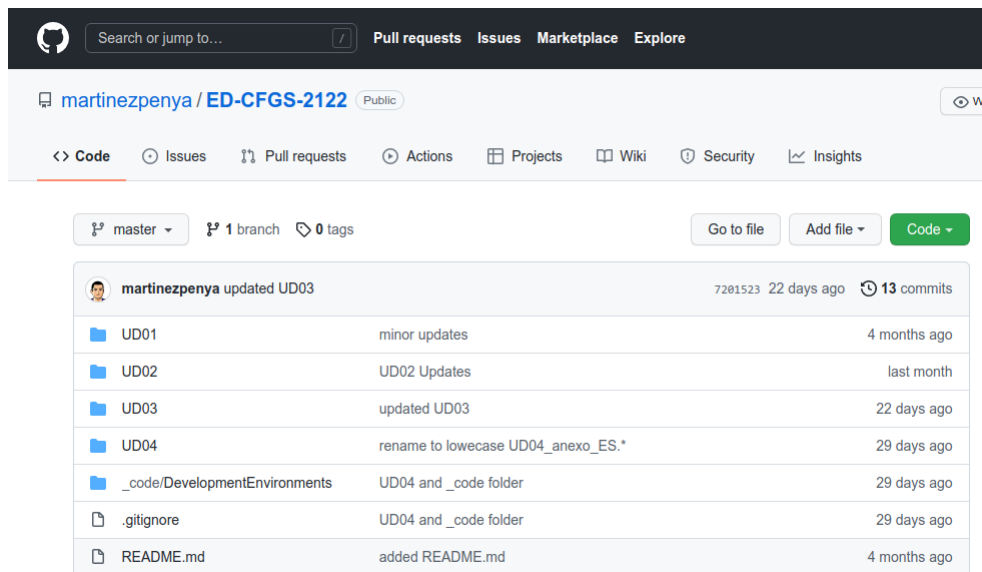 Search or jump to... / Pull requests Issues Marketplace Explore
martinezpenya / ED-CFGS-2122 Public
<> Code Issues Pull requests Actions Projects Wiki Security Insights
master 1 branch 0 tags Go to file Add file Code
martinezpenya updated UD03 7201523 22 days ago 13 commits
UD01 minor updates 4 months ago
UD02 UD02 Updates last month
UD03 updated UD03 22 days ago
UD04 rename to lowecase UD04_anexo_ES.* 29 days ago
_code/DevelopmentEnvironments UD04 and _code folder 29 days ago
.gitignore UD04 and _code folder 29 days ago
README.md added README.md 4 months ago